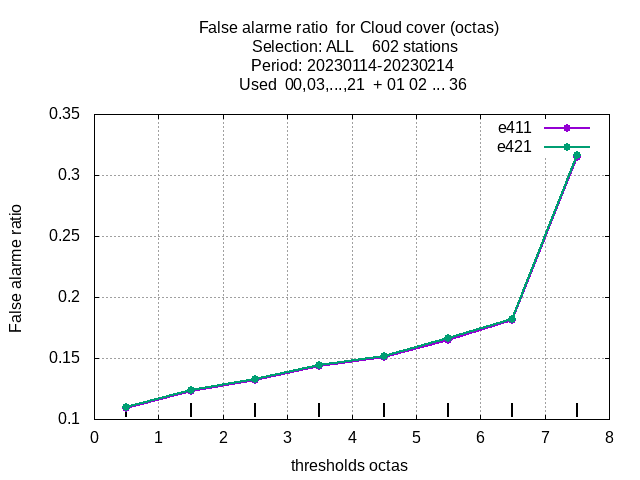 False alarme ratio  for Cloud cover (octas)
Selection: ALL    602 stations
Period: 20230114-20230214
Used  00,03,...,21  + 01 02 ... 36
0.35
0.3
0.25
0.2
0.15
0.1
False alarme ratio
e411
e421
0 1 2 3 4 5 6 7 8
thresholds octas